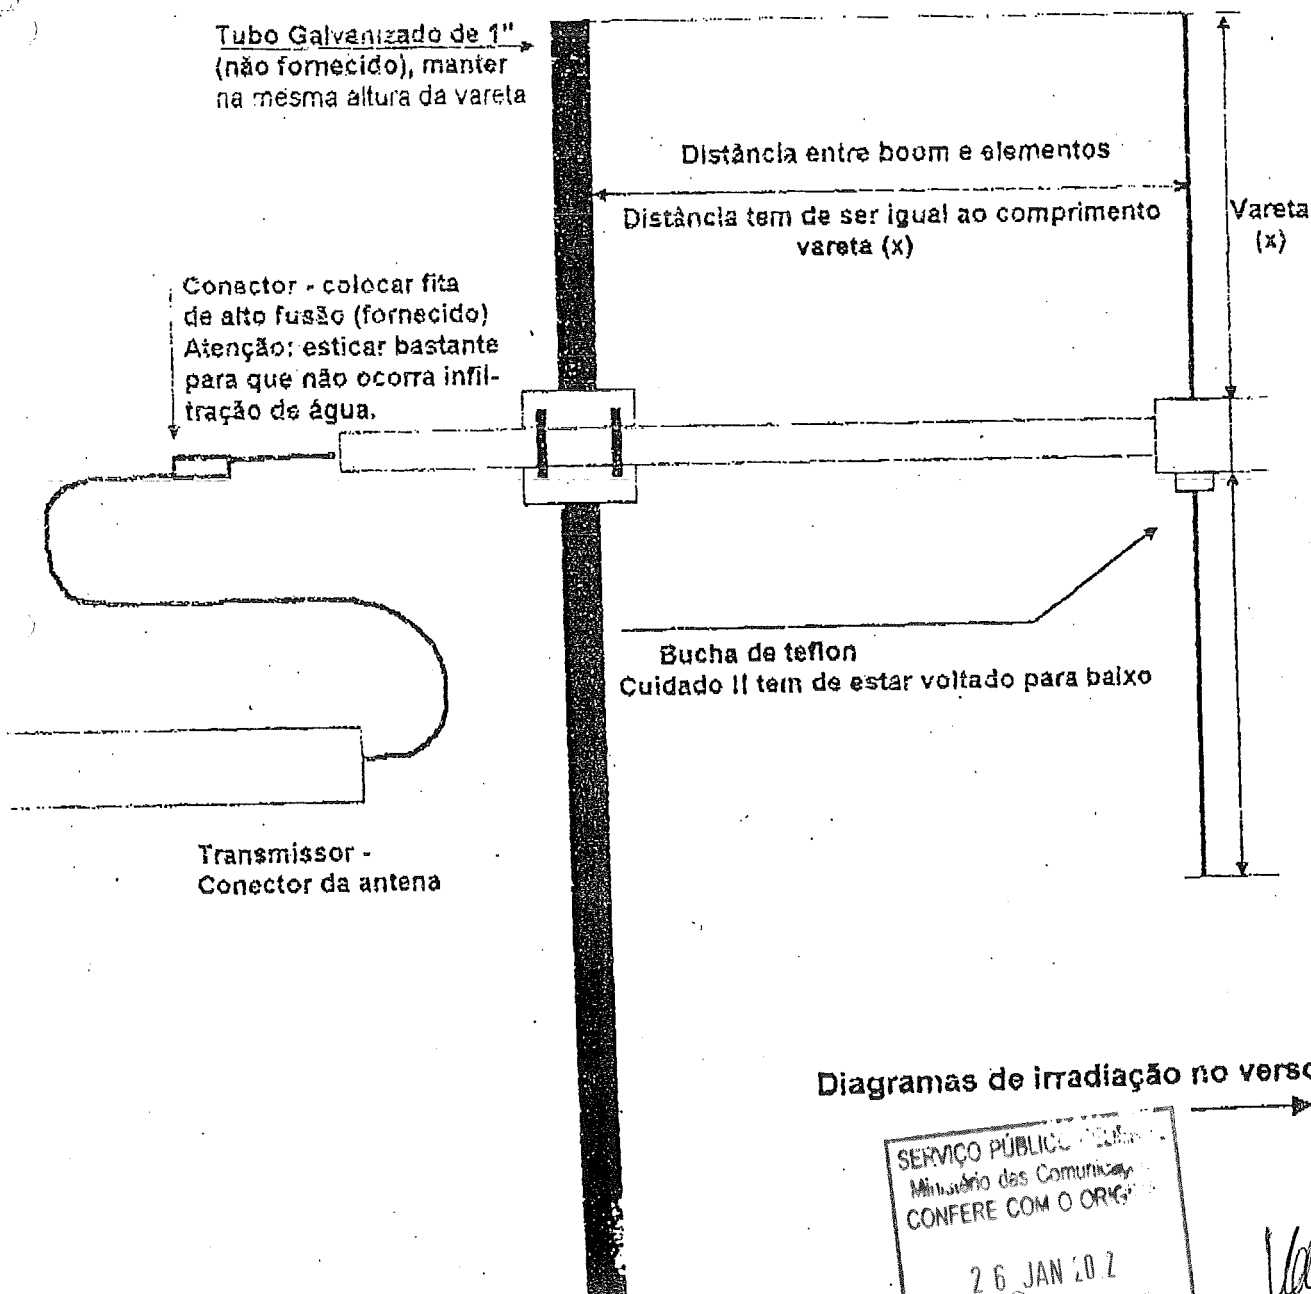 Tubo Galvanizado de 1"
(não fornecido), manter
na mesma altura da vareta
Distância entre boom e elementos
Distância tem de ser igual ao comprimento
vareta (x)
Vareta
(x)
Conector - colocar fita
de alto fusão (fornecido)
Atenção: esticar bastante
para que não ocorra infil-
tração de água.
Bucha de teflon
Cuidado !! tem de estar voltado para baixo
Transmissor -
Conector da antena
Diagramas de irradiação no verso
SERVIÇO PÚBLICO
Ministério das
CONFERE COM O
26 JAN